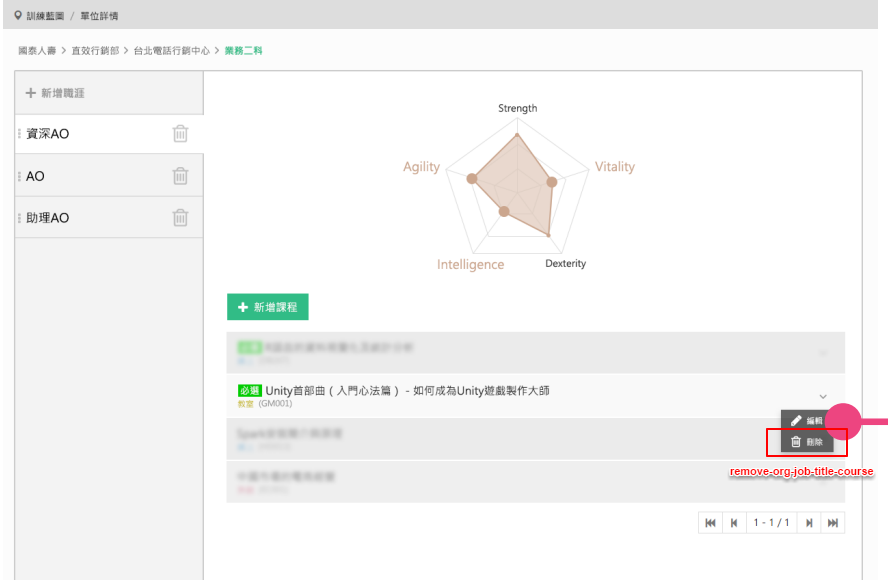 訓練藍圖 / 單位詳情
國泰人壽 > 直效行銷部 > 台北電話行銷中心 > 業務二科
+ 新增職涯
資深AO
AO
助理AO
Strength
Agility
Vitality
Intelligence
Dexterity
+ 新增課程
必選 Unity首部曲 ( 入門心法篇 ) - 如何成為Unity遊戲製作大師
教室 (GM001)
編輯
刪除
remove-org-job-title-course
1 - 1 / 1